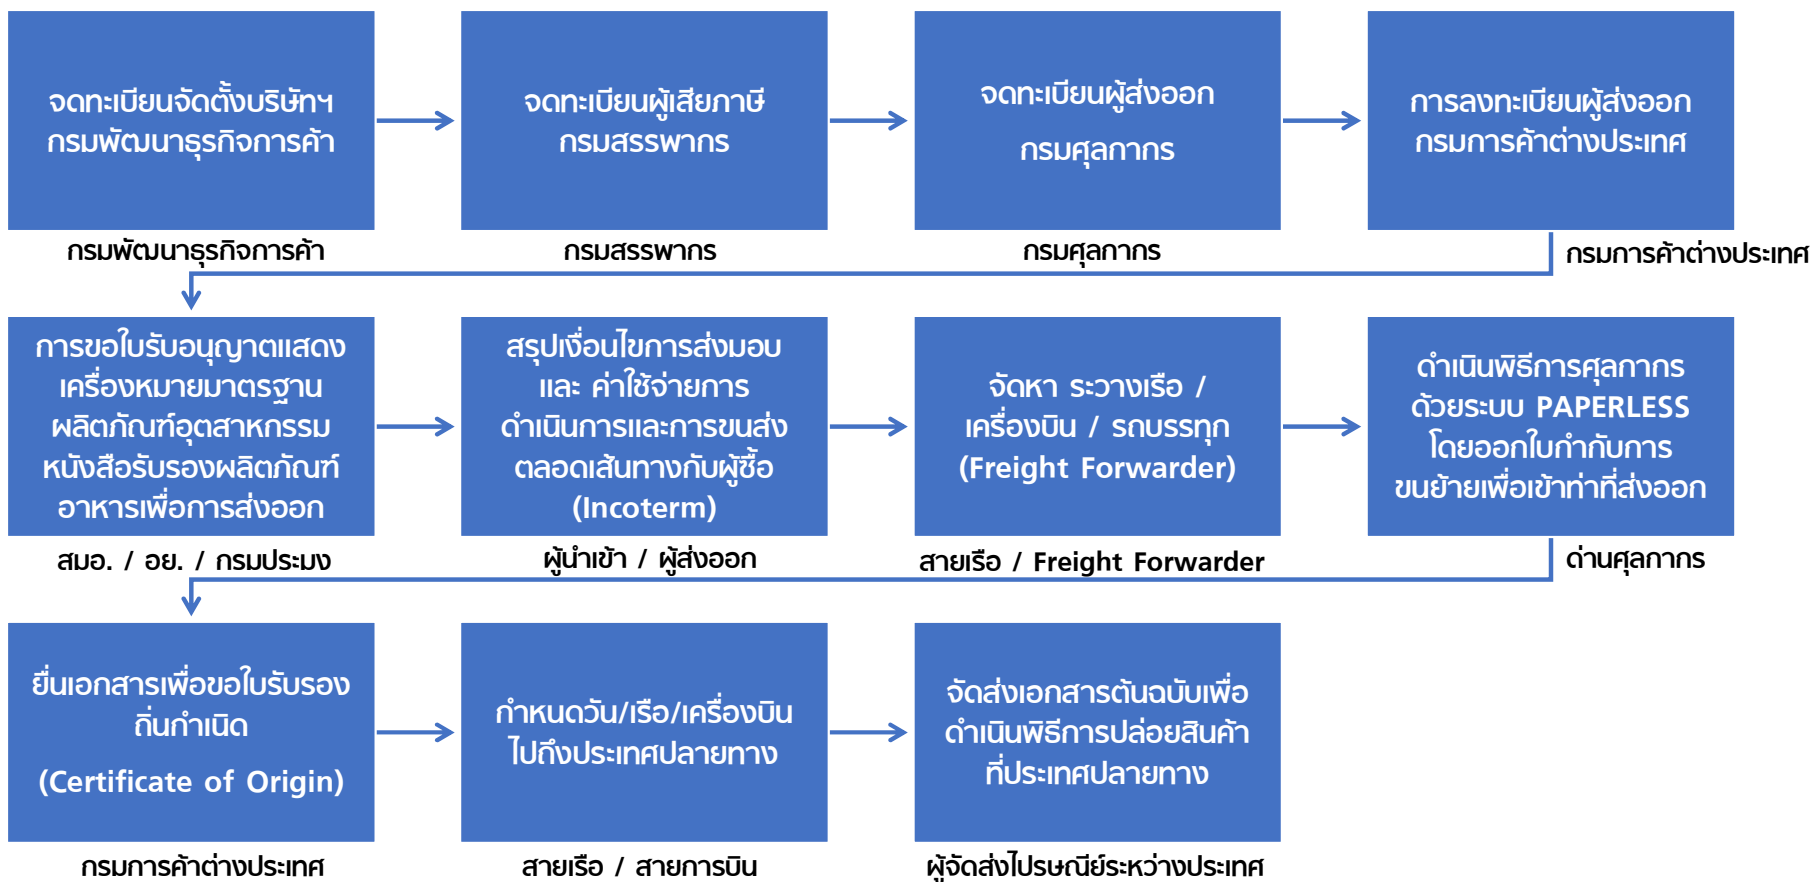 จดทะเบียนจัดตั้งบริษัทฯ
กรมพัฒนาธุรกิจการค้า
กรมพัฒนาธุรกิจการค้า
จดทะเบียนผู้เสียภาษี
กรมสรรพากร
กรมสรรพากร
จดทะเบียนผู้ส่งออก
กรมศุลกากร
กรมศุลกากร
การลงทะเบียนผู้ส่งออก
กรมการค้าต่างประเทศ
กรมการค้าต่างประเทศ
การขอใบรับอนุญาตแสดง
เครื่องหมายมาตรฐาน
ผลิตภัณฑ์อุตสาหกรรม
หนังสือรับรองผลิตภัณฑ์
อาหารเพื่อการส่งออก
สมอ. / อย. / กรมประมง
สรุปเงื่อนไขการส่งมอบ
และ ค่าใช้จ่ายการ
ดำเนินการและการขนส่ง
ตลอดเส้นทางกับผู้ซื้อ
(Incoterm)
ผู้นำเข้า / ผู้ส่งออก
จัดหา ระวางเรือ /
เครื่องบิน / รถบรรทุก
(Freight Forwarder)
สายเรือ / Freight Forwarder
ดำเนินพิธีการศุลกากร
ด้วยระบบ PAPERLESS
โดยออกใบกำกับการ
ขนย้ายเพื่อเข้าท่าที่ส่งออก
ด่านศุลกากร
ยื่นเอกสารเพื่อขอใบรับรอง
ถิ่นกำเนิด
(Certificate of Origin)
กรมการค้าต่างประเทศ
กำหนดวัน/เรือ/เครื่องบิน
ไปถึงประเทศปลายทาง
สายเรือ / สายการบิน
จัดส่งเอกสารต้นฉบับเพื่อ
ดำเนินพิธีการปล่อยสินค้า
ที่ประเทศปลายทาง
ผู้จัดส่งไปรษณีย์ระหว่างประเทศ